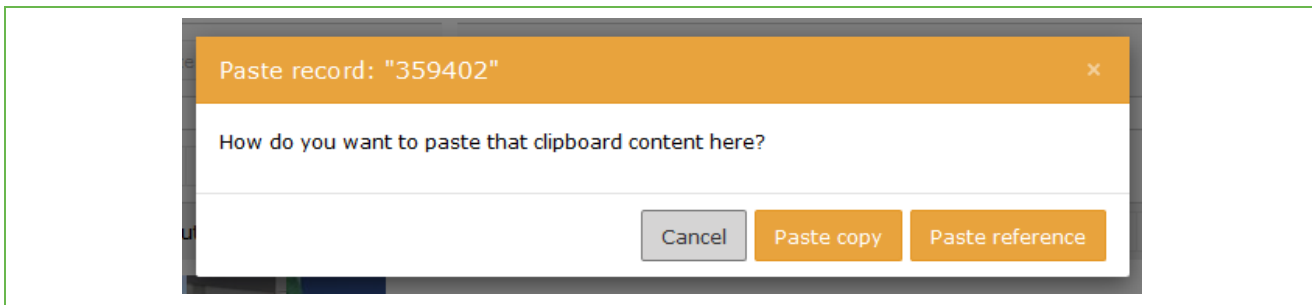 Paste record: "359402"
×
How do you want to paste that clipboard content here?
Cancel
Paste copy
Paste reference